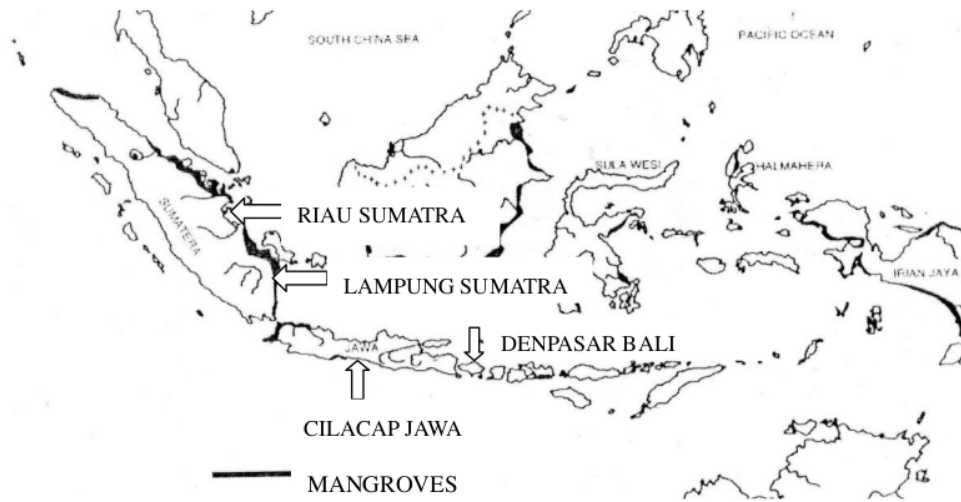 SOUTH CHINA SEA
PACIFIC OCEAN
SULA WESI
HALMAHERA
SUMATERA
RIAU SUMATRA
IRIAN JAYA
LAMPUNG SUMATRA
DENPASAR BALI
JAWA
CILACAP JAWA
MANGROVES